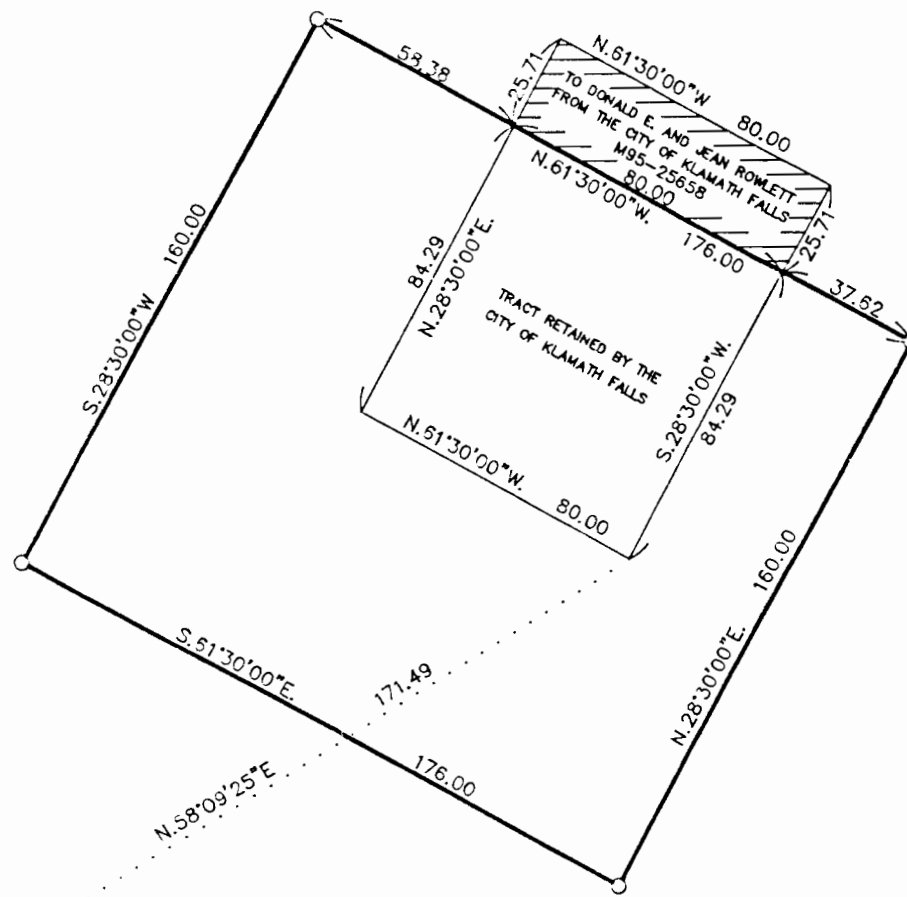 58.38
25.71
N.61°30'00"W
80.00
TO DONALD E. AND JEAN ROWLETT
FROM THE CITY OF KLAMATH FALLS
M95-25658
80.00
N.61°30'00"W.
176.00
25.71
37.62
160.00
S.28°30'00"W
84.29
N.28°30'00"E.
TRACT RETAINED BY THE
CITY OF KLAMATH FALLS
S.28°30'00"W.
84.29
N.61°30'00"W.
80.00
160.00
N.28°30'00"E.
S.61°30'00"E.
176.00
171.49
N.58°09'25"E